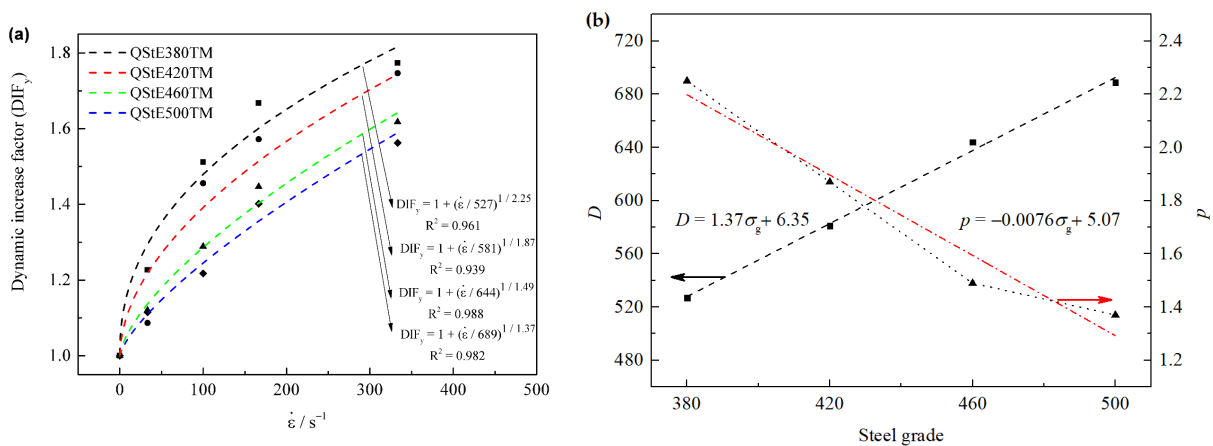 (a)
Dynamic increase factor (DIFy)
1.8
1.6
1.4
1.2
1.0
QStE380TM
QStE420TM
QStE460TM
QStE500TM
DIFy = 1 + (ε̇ / 527)^1 / 2.25
R² = 0.961
DIFy = 1 + (ε̇ / 581)^1 / 1.87
R² = 0.939
DIFy = 1 + (ε̇ / 644)^1 / 1.49
R² = 0.988
DIFy = 1 + (ε̇ / 689)^1 / 1.37
R² = 0.982
0 100 200 300 400 500
ε̇ / s⁻¹
(b)
D
720
680
640
600
560
520
480
D = 1.37σg + 6.35
p = −0.0076σg + 5.07
2.4
2.2
2.0
1.8
1.6
1.4
1.2
p
380 420 460 500
Steel grade